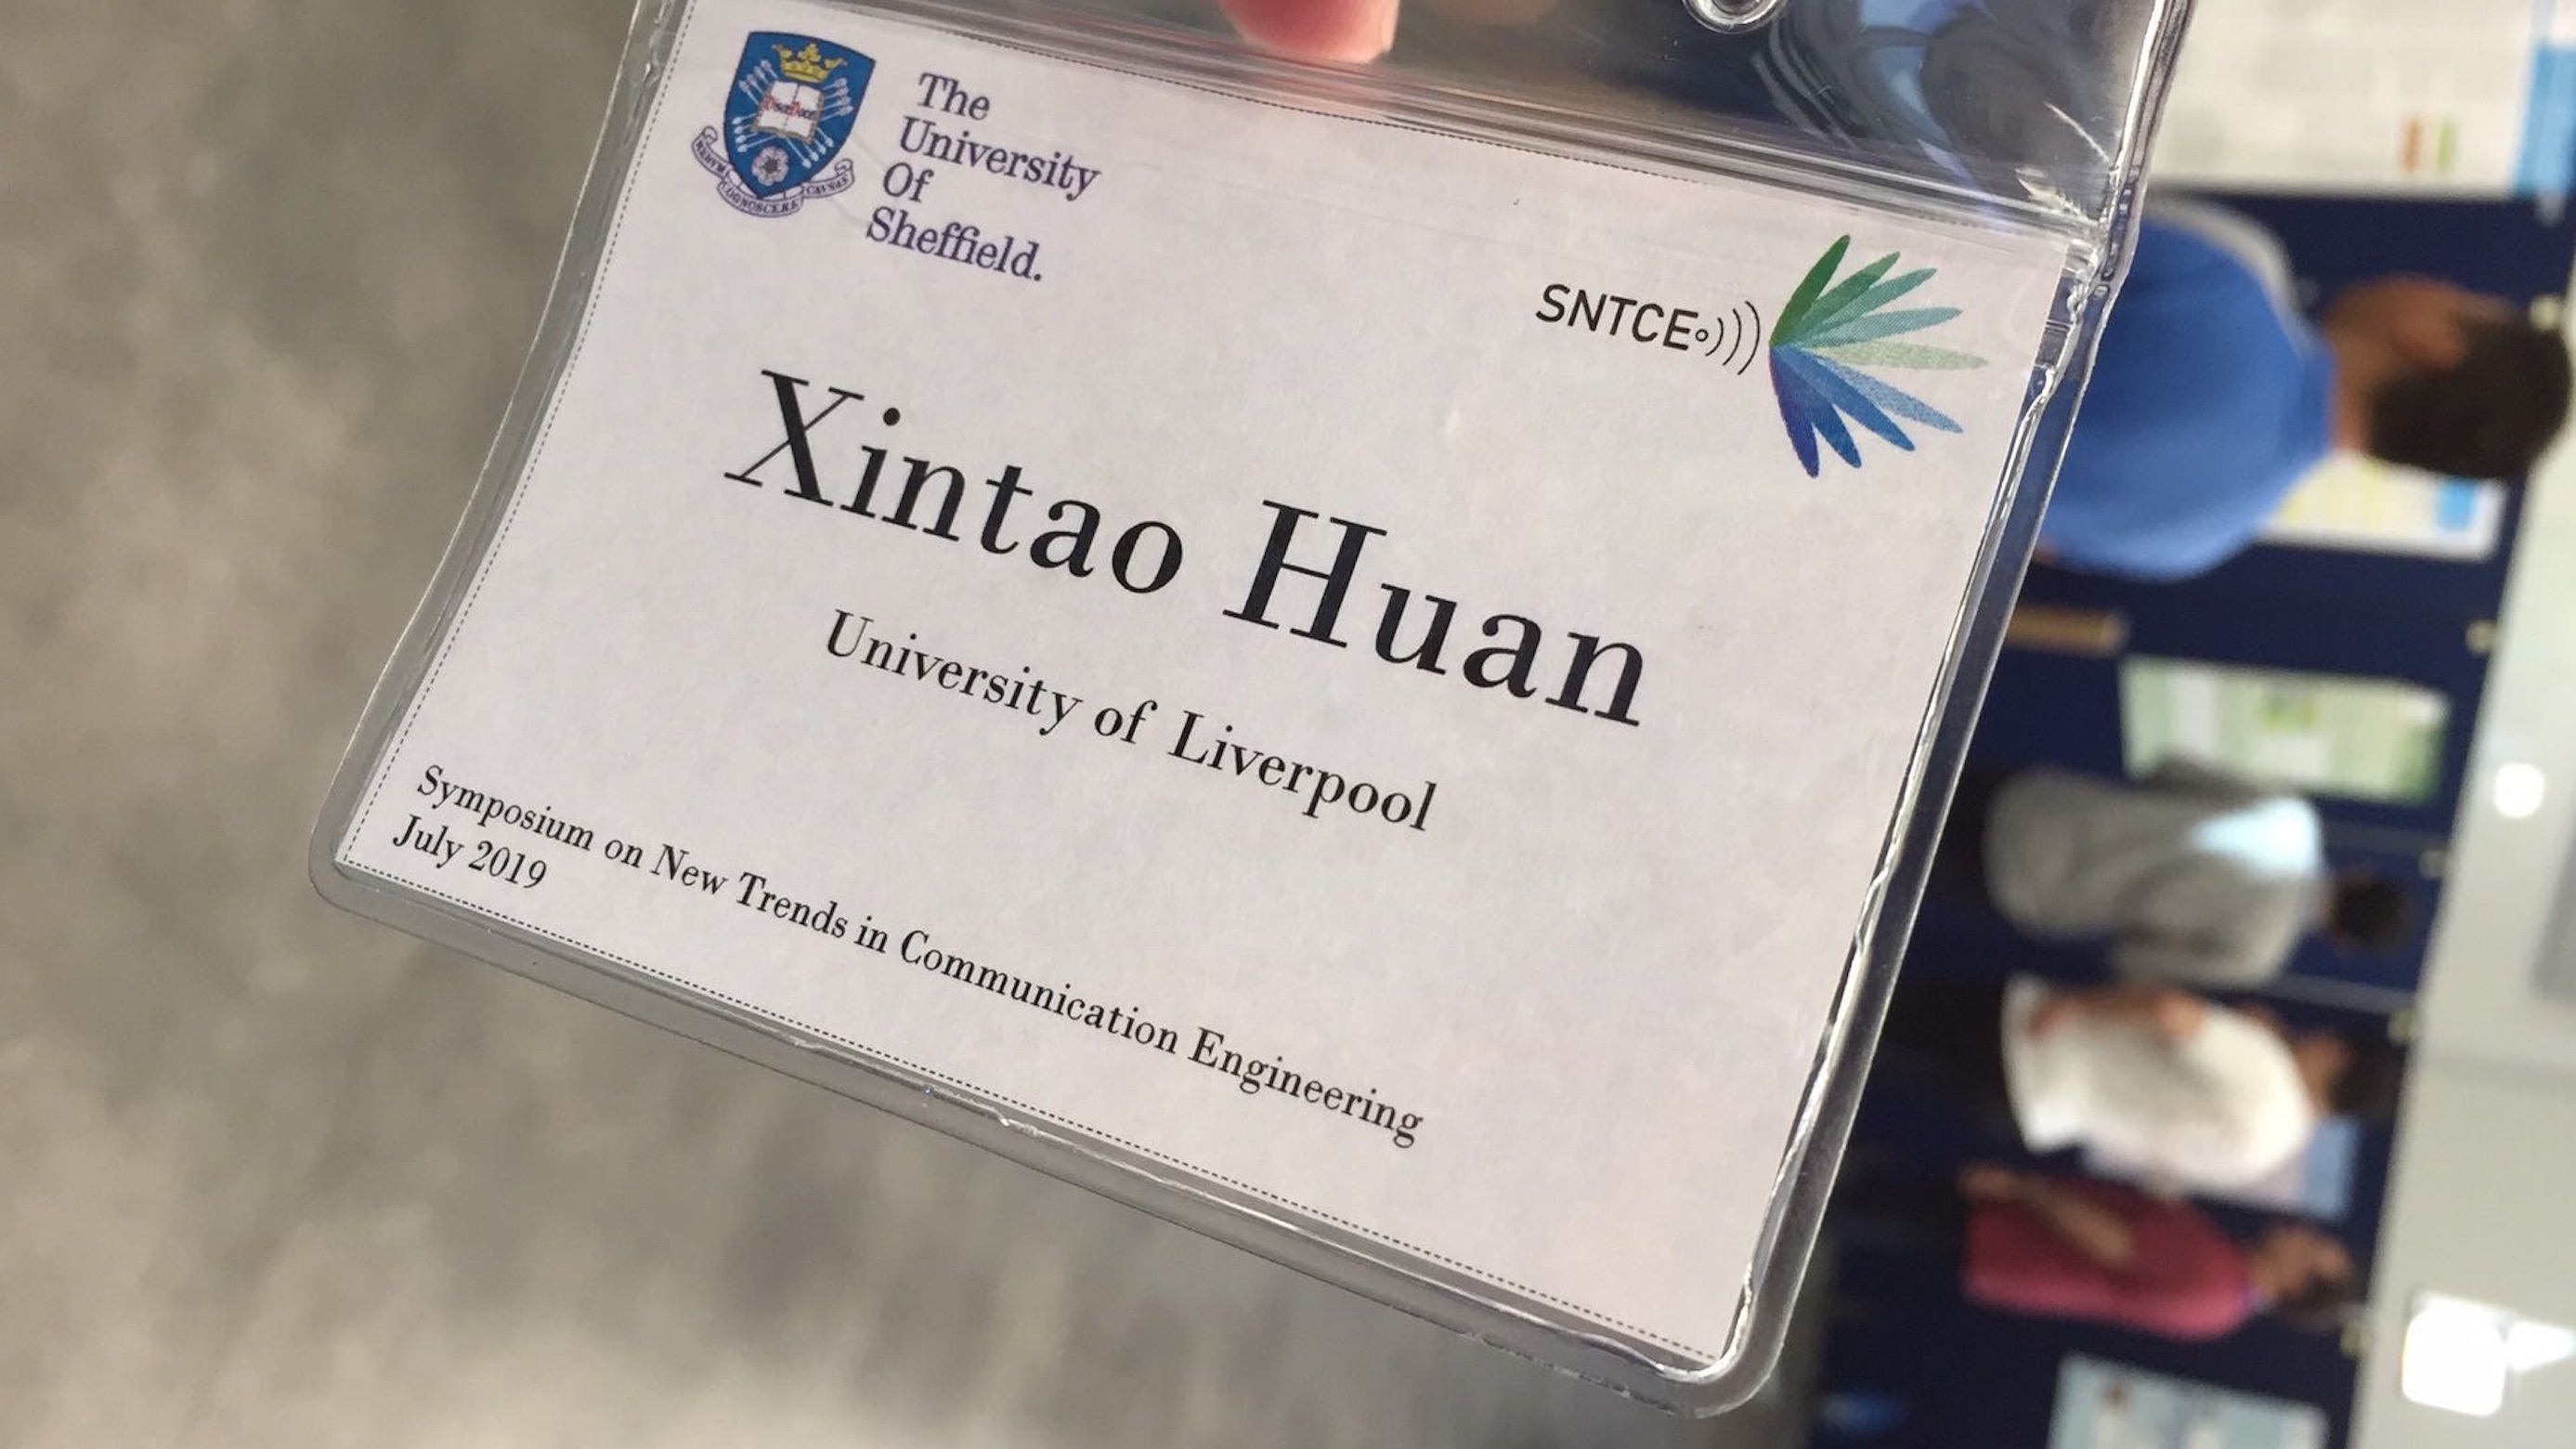 The
University
Of
Sheffield.
SNTCE
Xintao Huan
University of Liverpool
Symposium on New Trends in Communication Engineering
July 2019